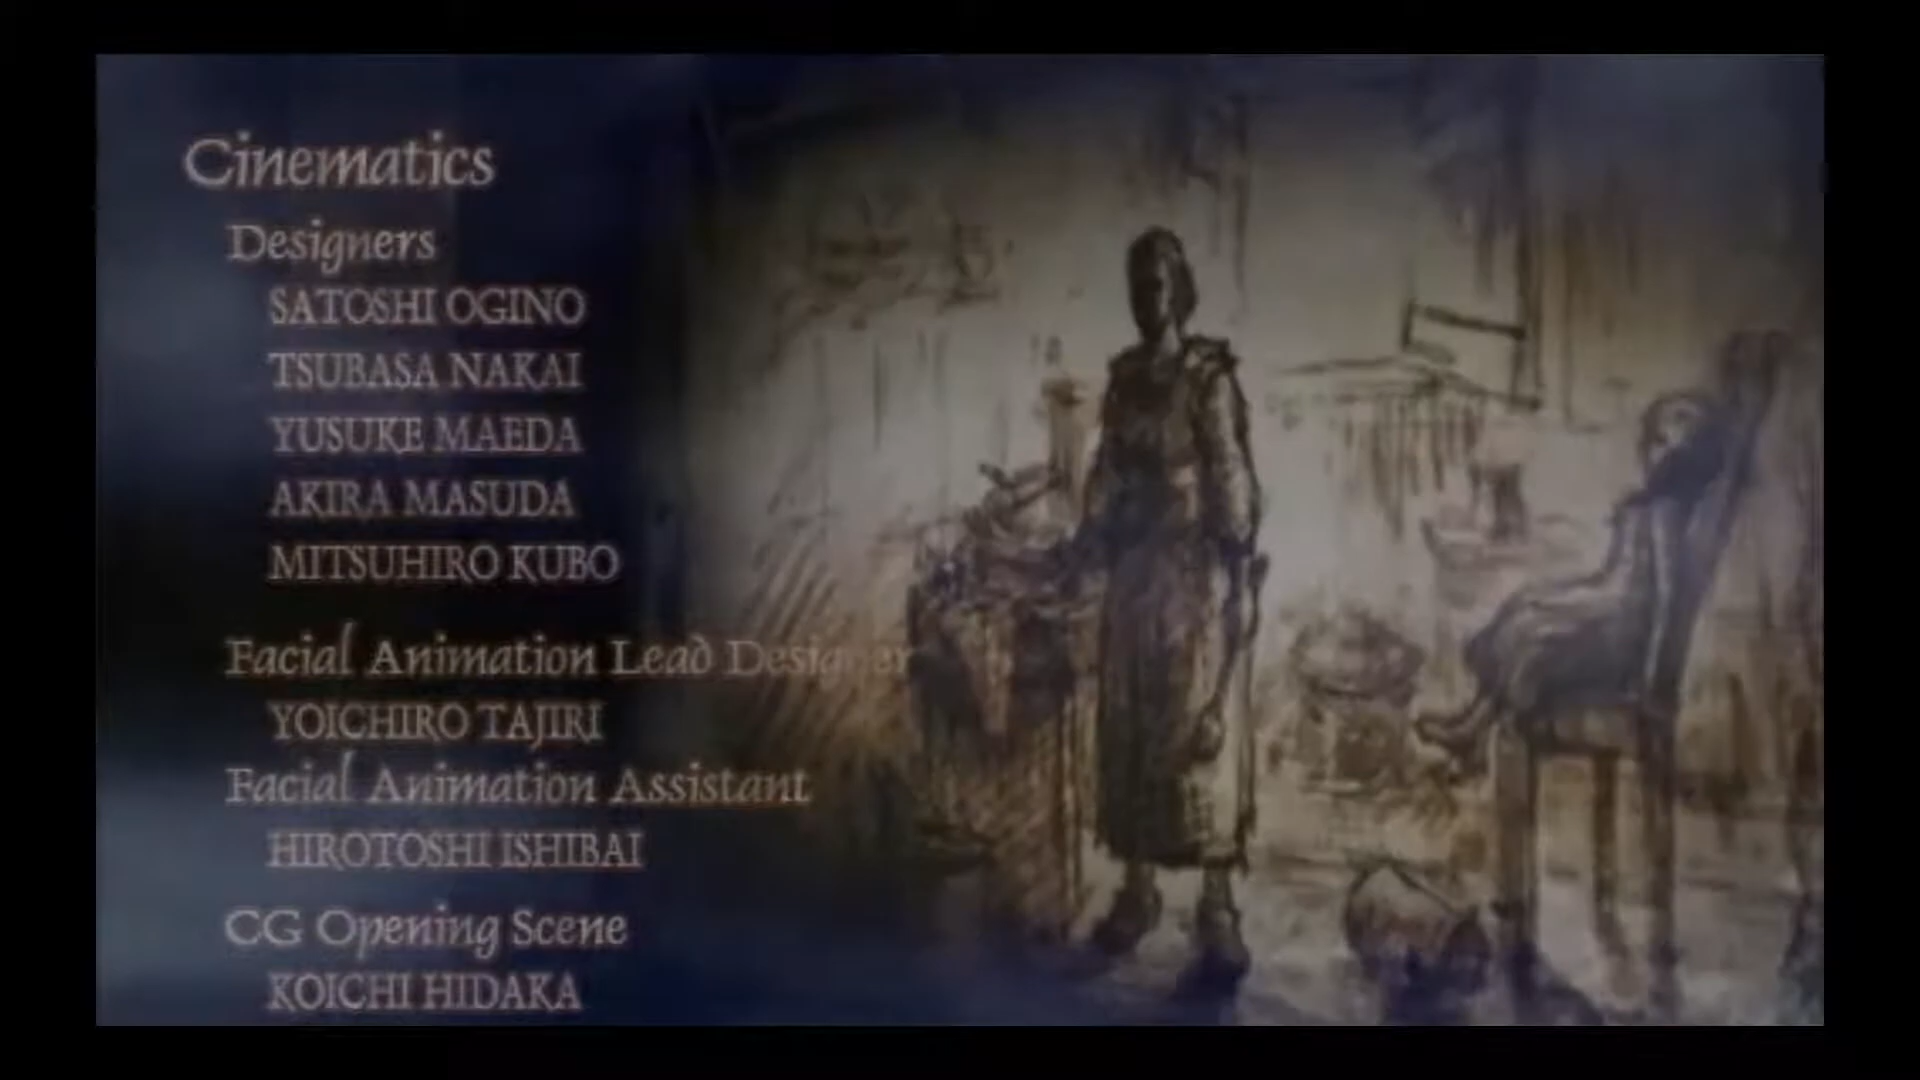 Cinematics
Designers
SATOSHI OGINO
TSUBASA NAKAI
YUSUKE MAEDA
AKIRA MASUDA
MITSUHIRO KUBO
Facial Animation Lead Designer
YOICHIRO TAJIRI
Facial Animation Assistant
HIROTOSHI ISHIBAI
CG Opening Scene
KOICHI HIDAKA